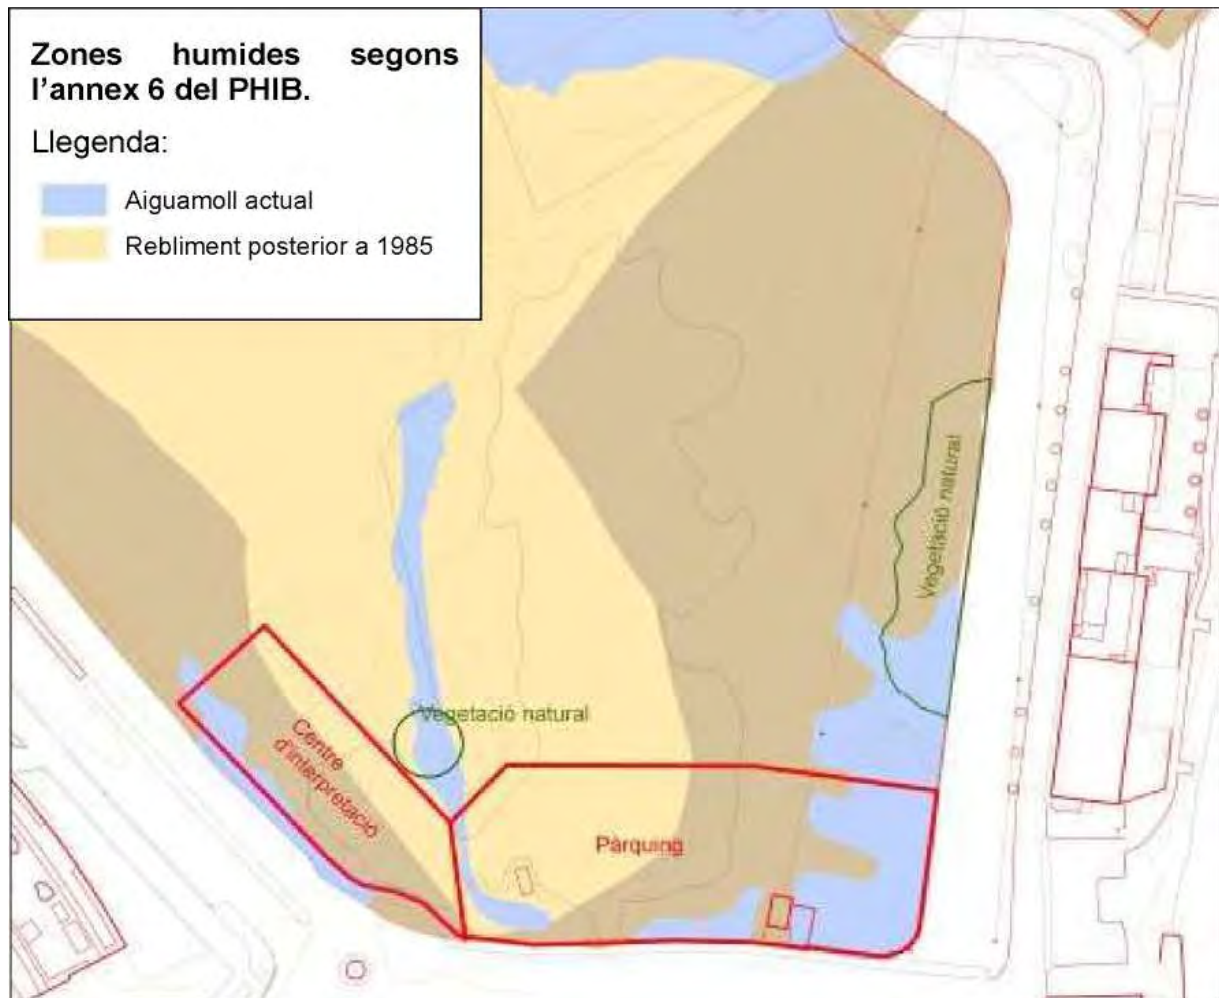 Zones humides segons
l'annex 6 del PHIB.
Llegenda:
Aiguamoll actual
Rebliment posterior a 1985
Vegetació natural
Vegetació natural
Centre
d'interpretació
Pàrquing